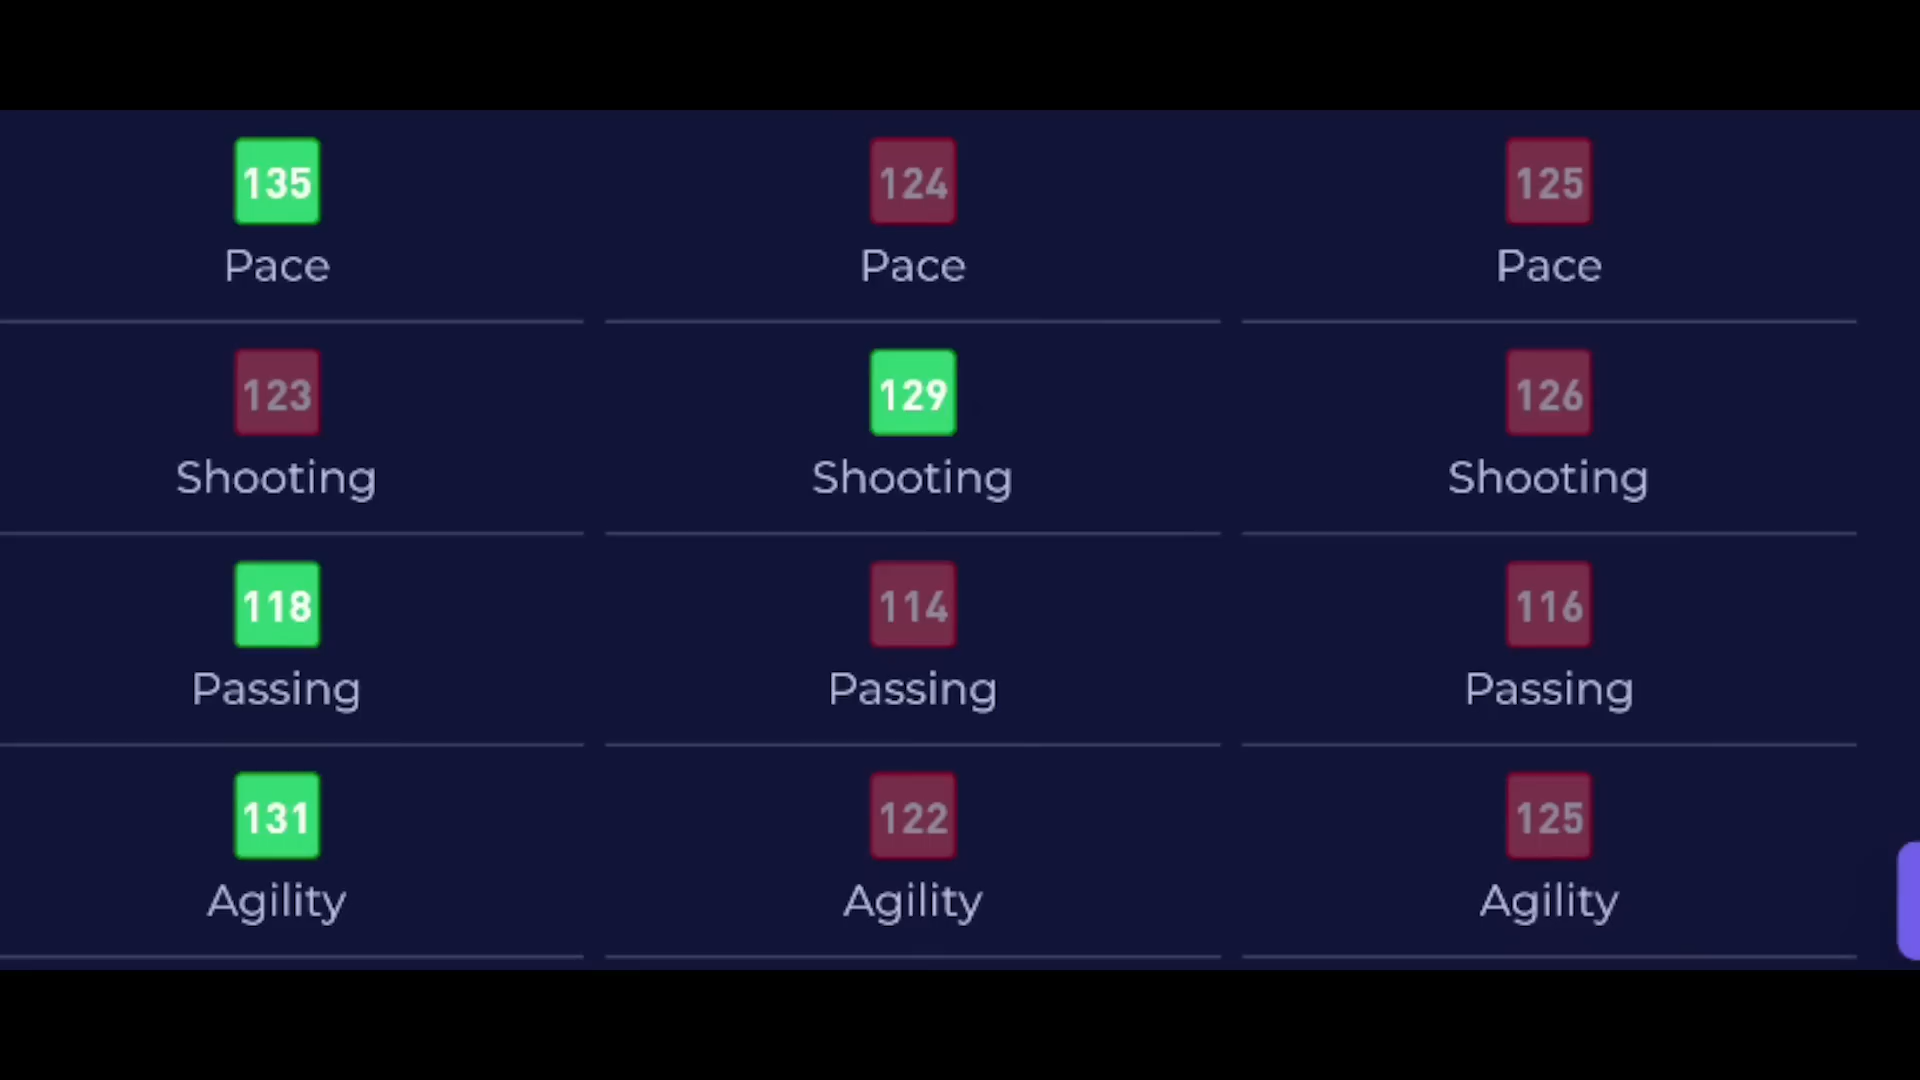 135 124 125
Pace Pace Pace
123 129 126
Shooting Shooting Shooting
118 114 116
Passing Passing Passing
131 122 125
Agility Agility Agility